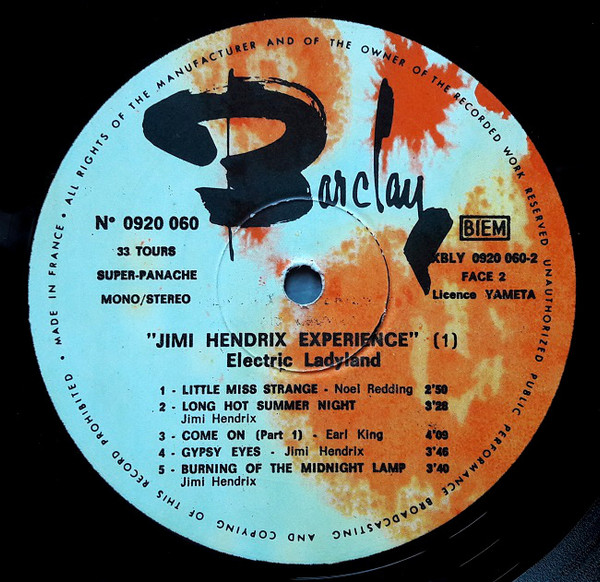 • MADE IN FRANCE • ALL RIGHTS OF THE MANUFACTURER AND OF THE OWNER OF THE RECORDED WORK RESERVED UNAUTHORIZED PUBLIC PERFORMANCE BROADCASTING AND COPYING OF THIS RECORD PROHIBITED
Barclay
N° 0920 060
BIEM
33 TOURS
XBLY 0920 060-2
SUPER-PANACHE
FACE 2
MONO/STEREO
Licence YAMETA
"JIMI HENDRIX EXPERIENCE" (1)
Electric Ladyland
1 - LITTLE MISS STRANGE - Noel Redding 2'50
2 - LONG HOT SUMMER NIGHT 3'28
Jimi Hendrix
3 - COME ON (Part 1) - Earl King 4'09
4 - GYPSY EYES - Jimi Hendrix 3'46
5 - BURNING OF THE MIDNIGHT LAMP 3'40
Jimi Hendrix